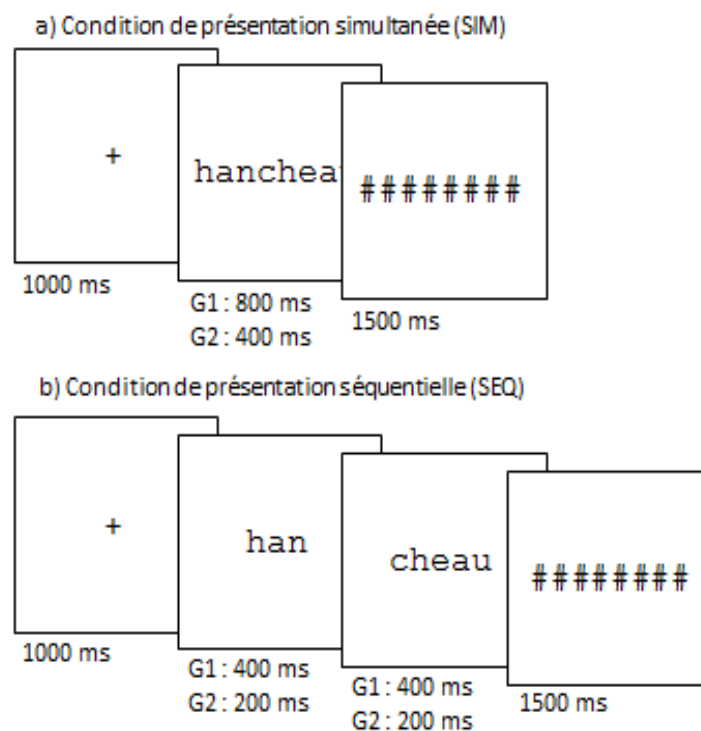 a) Condition de présentation simultanée (SIM)
+
hanchea
########
1000 ms
G1 : 800 ms
G2 : 400 ms
1500 ms
b) Condition de présentation séquentielle (SEQ)
+
han
cheau
########
1000 ms
G1 : 400 ms
G2 : 200 ms
G1 : 400 ms
G2 : 200 ms
1500 ms